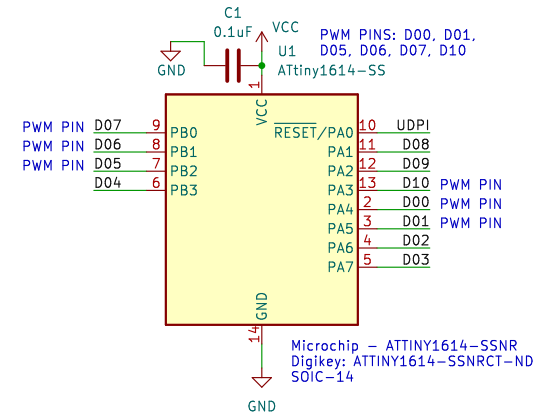 C1
0.1uF
VCC
GND
U1
ATtiny1614-SS
PWM PINS: D00, D01,
D05, D06, D07, D10
1
VCC
PWM PIN D07 9 PB0
PWM PIN D06 8 PB1
PWM PIN D05 7 PB2
D04 6 PB3
RESET/PA0 10 UDPI
PA1 11 D08
PA2 12 D09
PA3 13 D10 PWM PIN
PA4 2 D00 PWM PIN
PA5 3 D01 PWM PIN
PA6 4 D02
PA7 5 D03
GND
14
GND
Microchip - ATTINY1614-SSNR
Digikey: ATTINY1614-SSNRCT-ND
SOIC-14